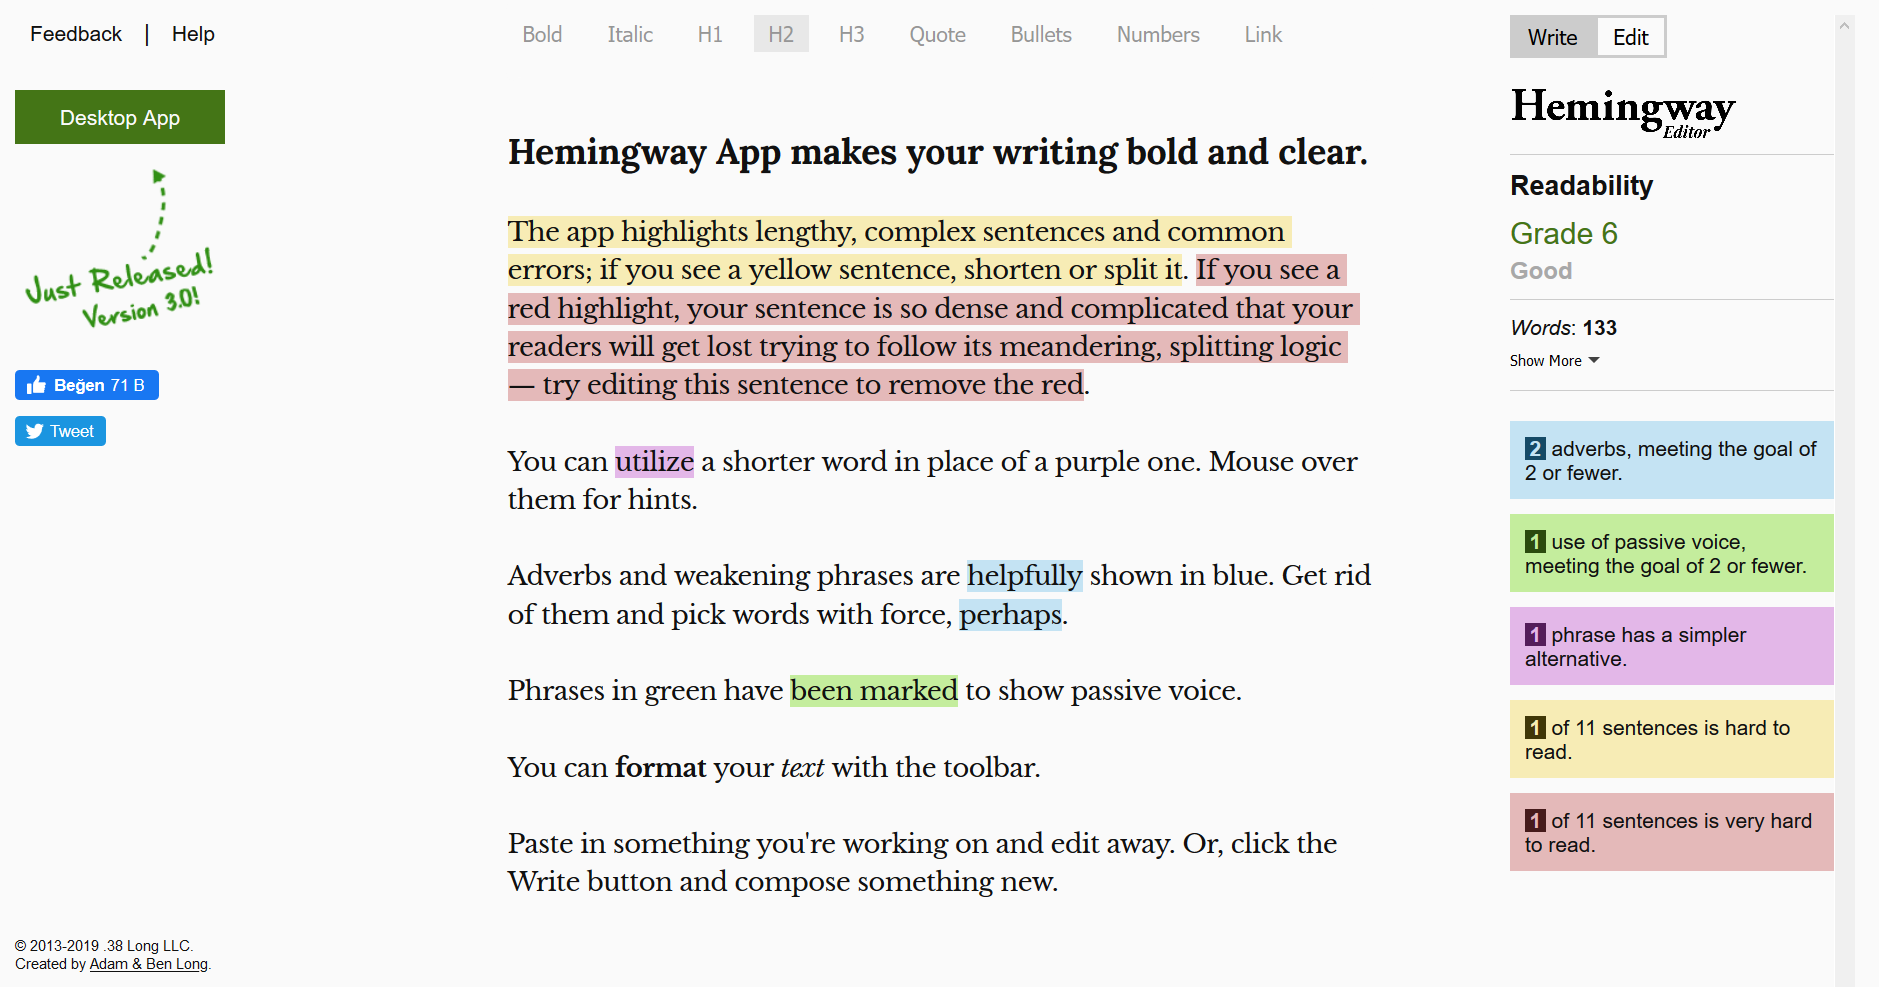 Feedback | Help
Bold Italic H1 H2 H3 Quote Bullets Numbers Link
Write Edit
Desktop App
Just Released!
Version 3.0!
Beğen 71 B
Tweet
© 2013-2019 .38 Long LLC.
Created by Adam & Ben Long.
Hemingway App makes your writing bold and clear.
The app highlights lengthy, complex sentences and common
errors; if you see a yellow sentence, shorten or split it. If you see a
red highlight, your sentence is so dense and complicated that your
readers will get lost trying to follow its meandering, splitting logic
— try editing this sentence to remove the red.
You can utilize a shorter word in place of a purple one. Mouse over
them for hints.
Adverbs and weakening phrases are helpfully shown in blue. Get rid
of them and pick words with force, perhaps.
Phrases in green have been marked to show passive voice.
You can format your text with the toolbar.
Paste in something you're working on and edit away. Or, click the
Write button and compose something new.
Hemingway
Editor
Readability
Grade 6
Good
Words: 133
Show More
2 adverbs, meeting the goal of
2 or fewer.
1 use of passive voice,
meeting the goal of 2 or fewer.
1 phrase has a simpler
alternative.
1 of 11 sentences is hard to
read.
1 of 11 sentences is very hard
to read.